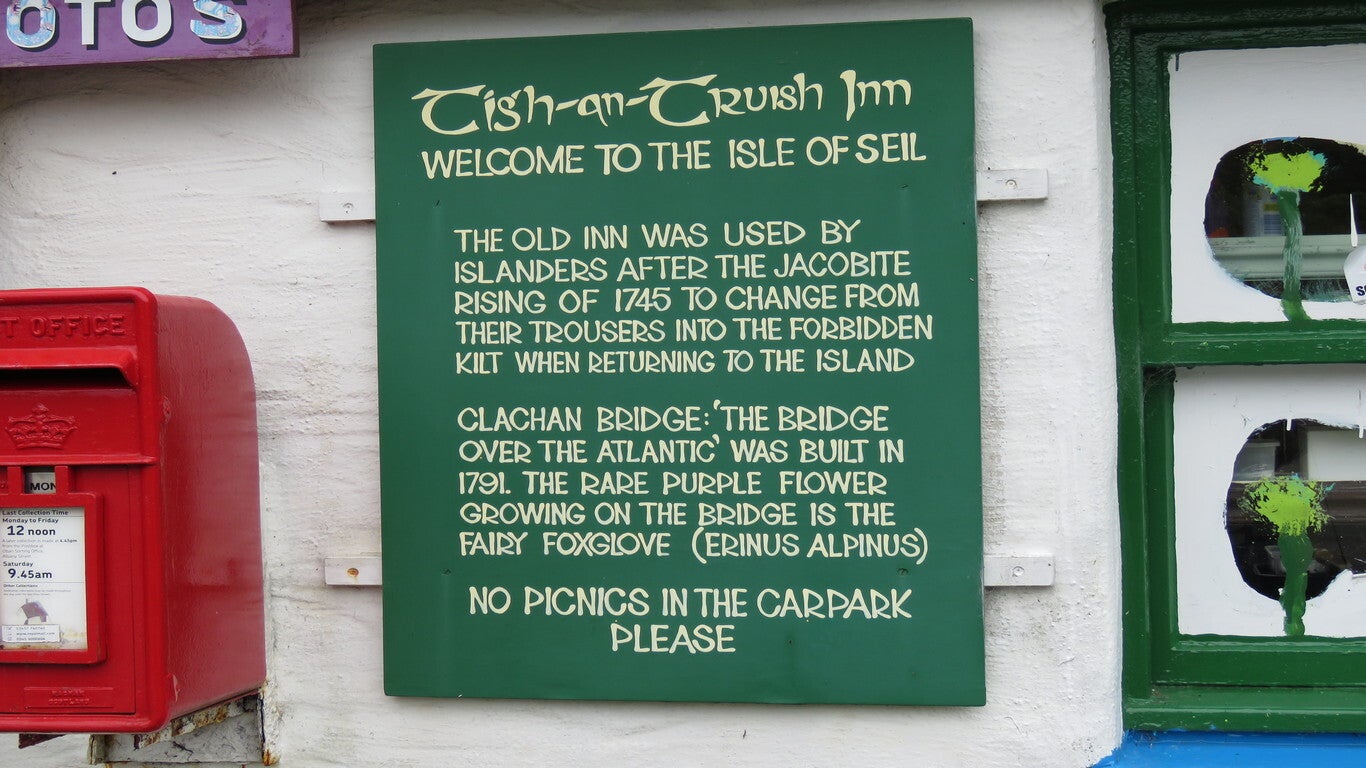 OTOS
Tigh-an-Truish Inn
WELCOME TO THE ISLE OF SEIL
THE OLD INN WAS USED BY
ISLANDERS AFTER THE JACOBITE
RISING OF 1745 TO CHANGE FROM
THEIR TROUSERS INTO THE FORBIDDEN
KILT WHEN RETURNING TO THE ISLAND
CLACHAN BRIDGE: 'THE BRIDGE
OVER THE ATLANTIC' WAS BUILT IN
1791. THE RARE PURPLE FLOWER
GROWING ON THE BRIDGE IS THE
FAIRY FOXGLOVE (ERINUS ALPINUS)
NO PICNICS IN THE CARPARK
PLEASE
OFFICE
MON
Last Collection Time
Monday to Friday
12 noon
Saturday
9.45am